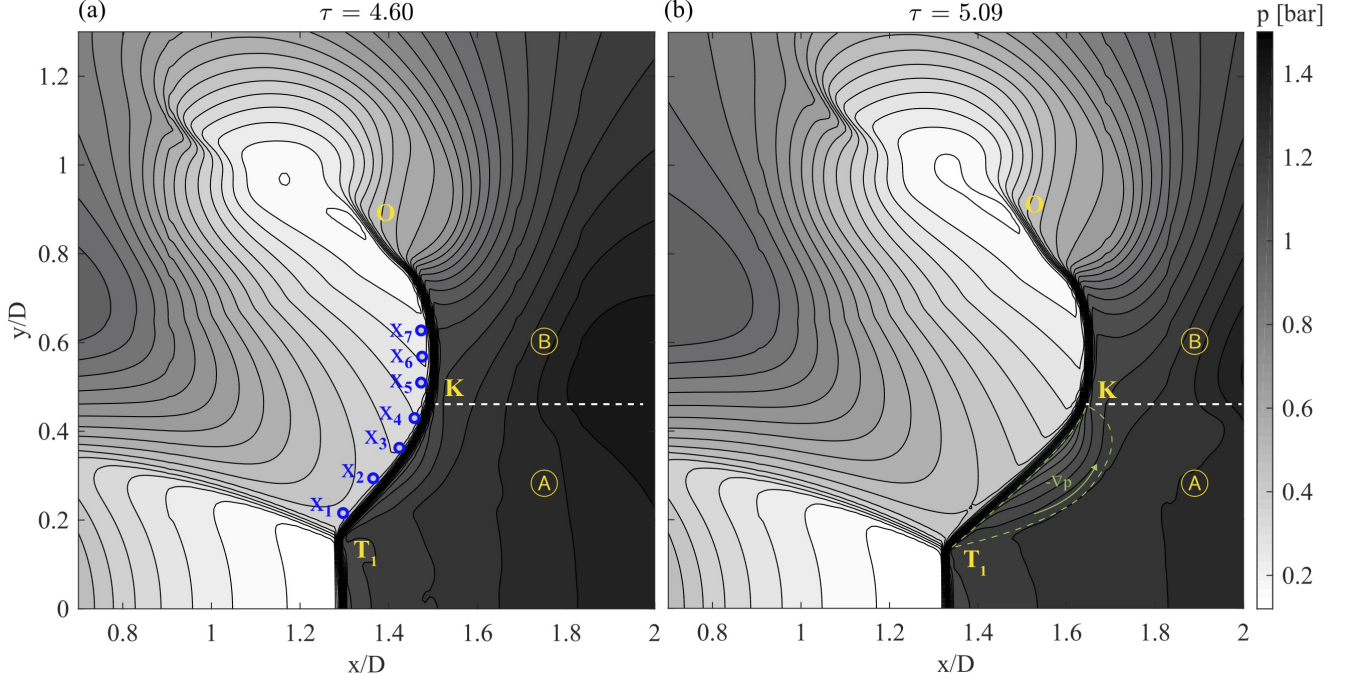 (a) τ = 4.60
(b) τ = 5.09
p [bar]
y/D
1.2
1
0.8
0.6
0.4
0.2
0
0.8
1
1.2
1.4
1.6
1.8
2
x/D
O
X7
X6
X5
X4
X3
X2
X1
K
T1
B
A
0.8
1
1.2
1.4
1.6
1.8
2
x/D
O
K
-∇p
T1
B
A
1.4
1.2
1
0.8
0.6
0.4
0.2